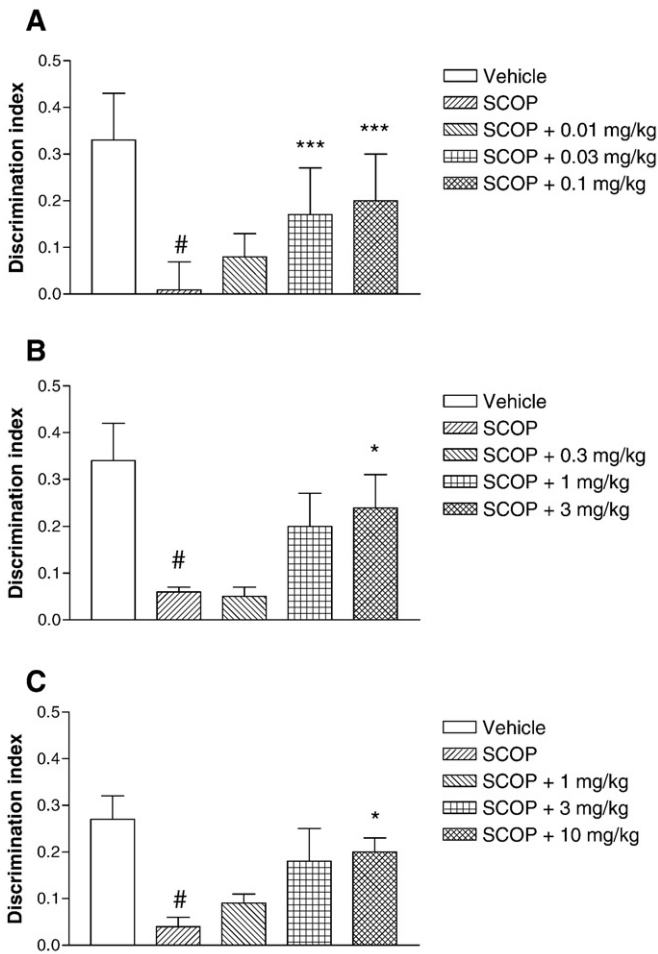 A
Discrimination index
0.5
0.4
0.3
0.2
0.1
0.0
#
***
***
Vehicle
SCOP
SCOP + 0.01 mg/kg
SCOP + 0.03 mg/kg
SCOP + 0.1 mg/kg
B
Discrimination index
0.5
0.4
0.3
0.2
0.1
0.0
#
*
Vehicle
SCOP
SCOP + 0.3 mg/kg
SCOP + 1 mg/kg
SCOP + 3 mg/kg
C
Discrimination index
0.5
0.4
0.3
0.2
0.1
0.0
#
*
Vehicle
SCOP
SCOP + 1 mg/kg
SCOP + 3 mg/kg
SCOP + 10 mg/kg